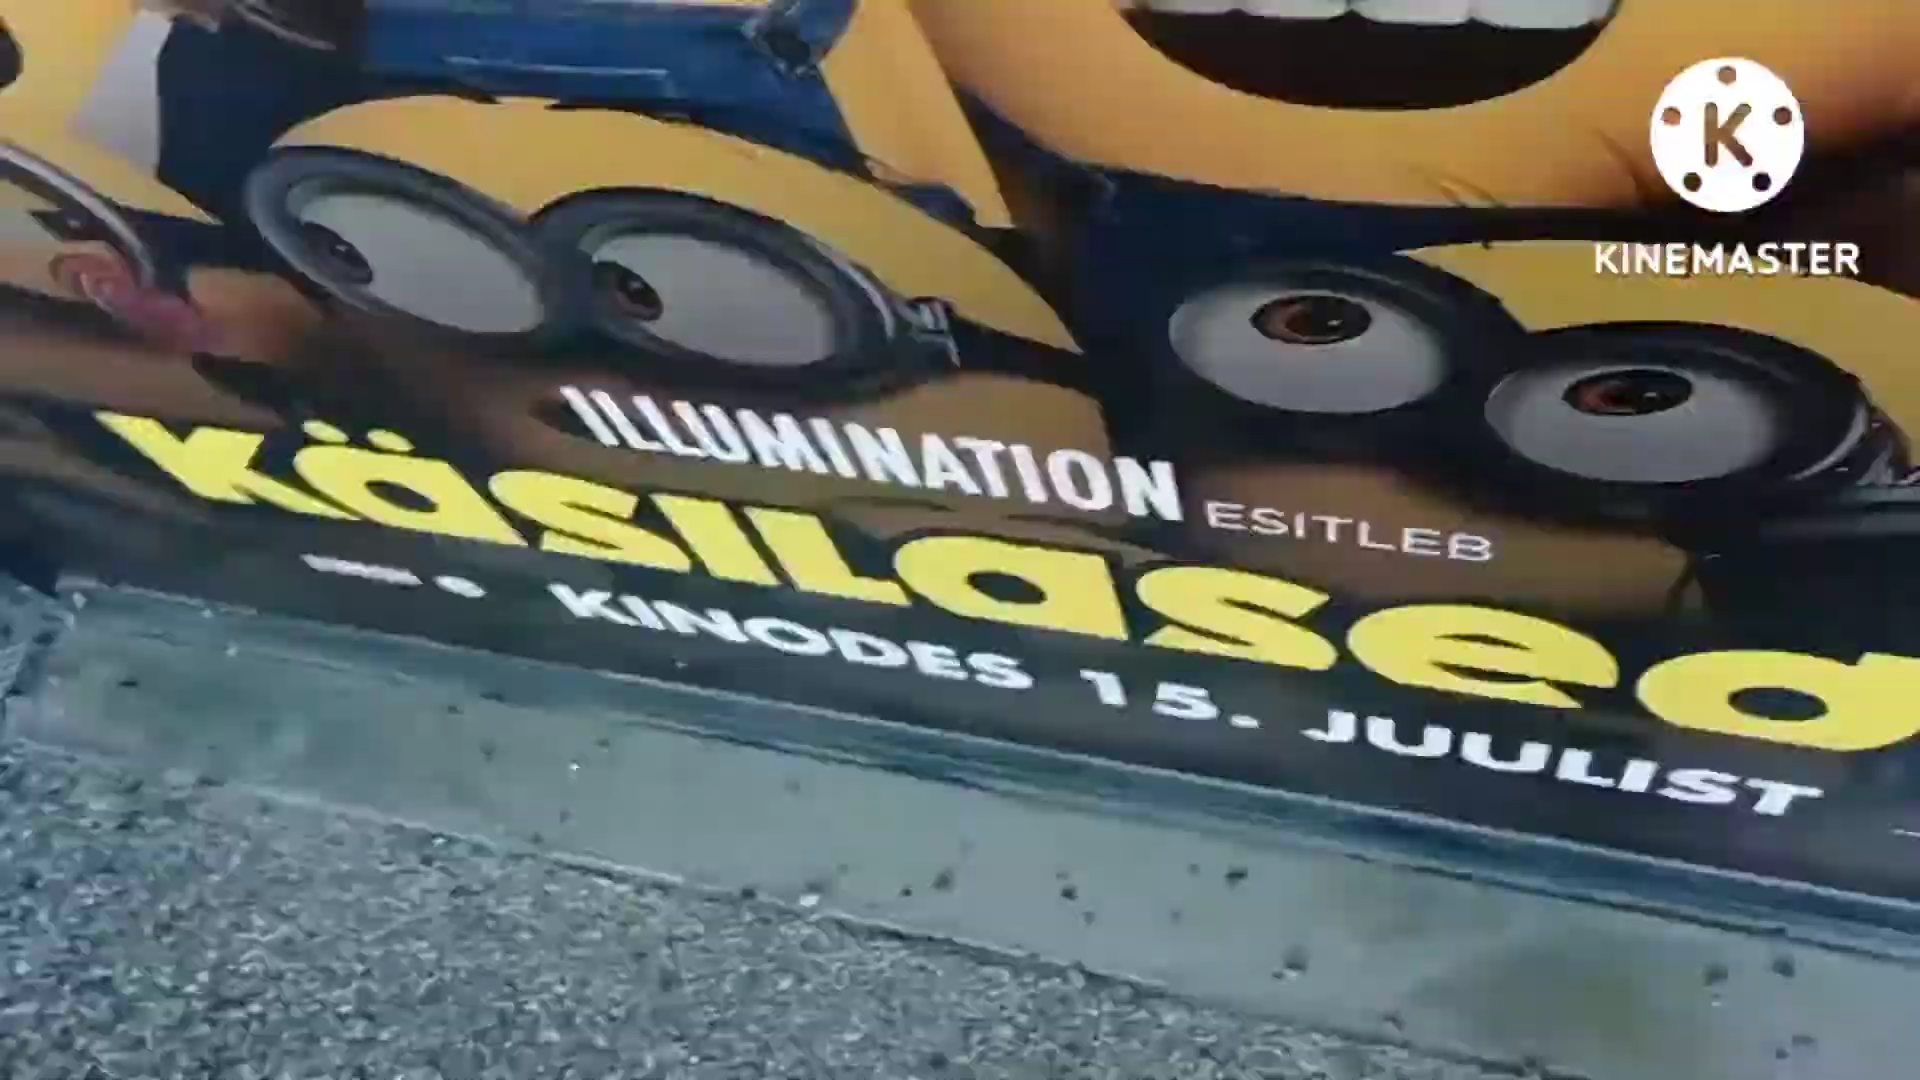 K
KINEMASTER
ILLUMINATION ESITLEB
Käsilased
KINODES 15. JUULIST